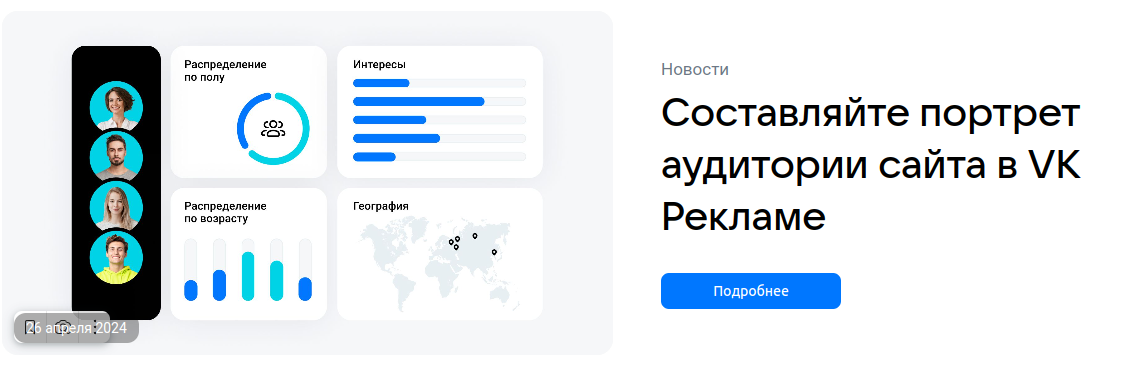 Распределение
по полу
Интересы
Распределение
по возрасту
География
26 апреля 2024
Новости
Составляйте портрет
аудитории сайта в VK
Рекламе
Подробнее